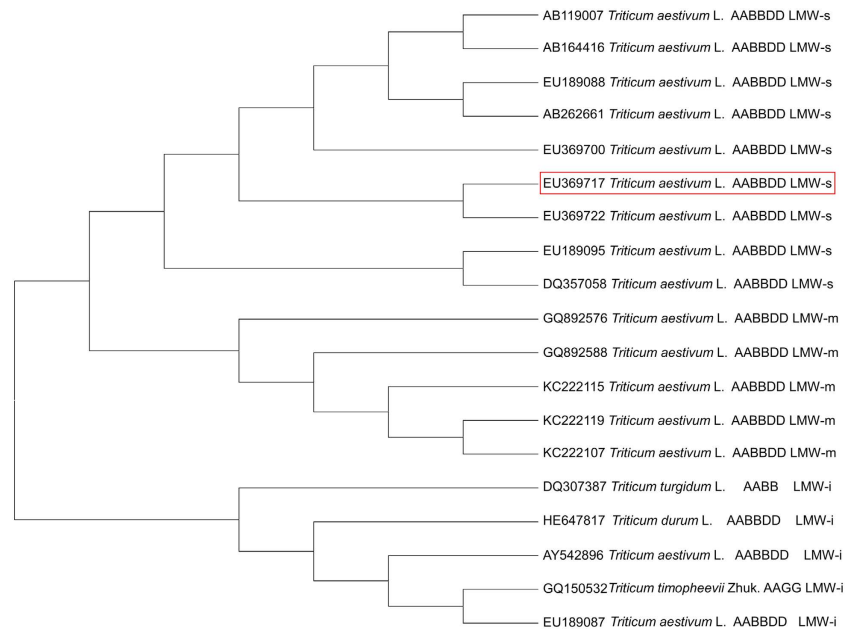 AB119007 Triticum aestivum L. AABBDD LMW-s
AB164416 Triticum aestivum L. AABBDD LMW-s
EU189088 Triticum aestivum L. AABBDD LMW-s
AB262661 Triticum aestivum L. AABBDD LMW-s
EU369700 Triticum aestivum L. AABBDD LMW-s
EU369717 Triticum aestivum L. AABBDD LMW-s
EU369722 Triticum aestivum L. AABBDD LMW-s
EU189095 Triticum aestivum L. AABBDD LMW-s
DQ357058 Triticum aestivum L. AABBDD LMW-s
GQ892576 Triticum aestivum L. AABBDD LMW-m
GQ892588 Triticum aestivum L. AABBDD LMW-m
KC222115 Triticum aestivum L. AABBDD LMW-m
KC222119 Triticum aestivum L. AABBDD LMW-m
KC222107 Triticum aestivum L. AABBDD LMW-m
DQ307387 Triticum turgidum L. AABB LMW-i
HE647817 Triticum durum L. AABBDD LMW-i
AY542896 Triticum aestivum L. AABBDD LMW-i
GQ150532 Triticum timopheevii Zhuk. AAGG LMW-i
EU189087 Triticum aestivum L. AABBDD LMW-i